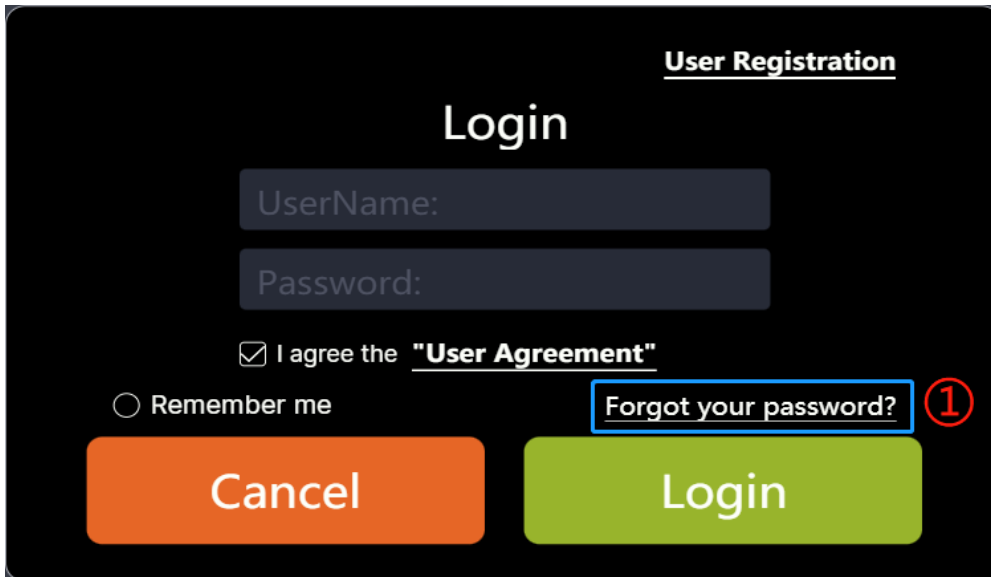 User Registration
Login
UserName:
Password:
I agree the "User Agreement"
Remember me
Forgot your password? ①
Cancel
Login